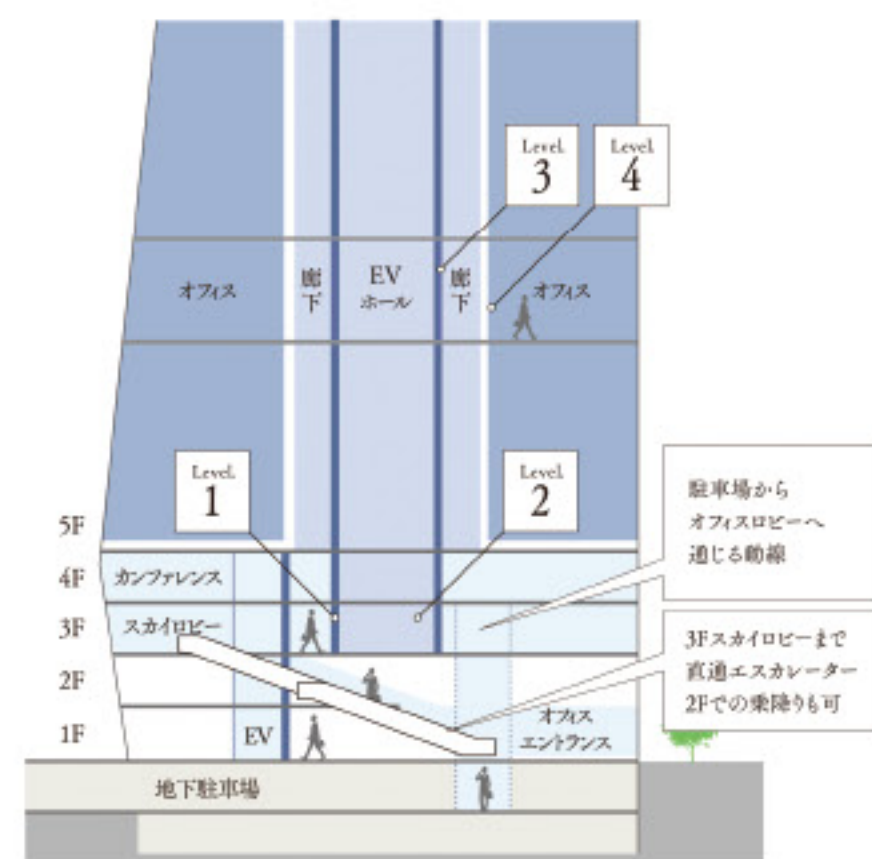 Level.
3
Level.
4
オフィス
廊下
EV
ホール
廊下
オフィス
Level.
1
Level.
2
駐車場から
オフィスロビーへ
通じる動線
5F
4F
カンファレンス
3F
スカイロビー
3Fスカイロビーまで
直通エスカレーター
2Fでの乗降りも可
2F
1F
EV
オフィス
エントランス
地下駐車場